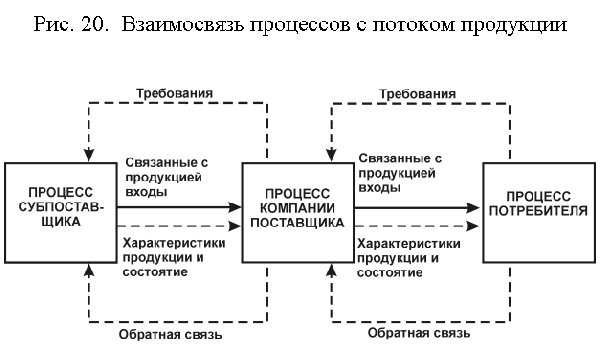 Рис. 20. Взаимосвязь процессов с потоком продукции
Требования
Требования
ПРОЦЕСС
СУБПОСТАВ-
ЩИКА
Связанные с
продукцией
входы
Характеристики
продукции и
состояние
ПРОЦЕСС
КОМПАНИИ
ПОСТАВЩИКА
Связанные с
продукцией
входы
Характеристики
продукции и
состояние
ПРОЦЕСС
ПОТРЕБИТЕЛЯ
Обратная связь
Обратная связь